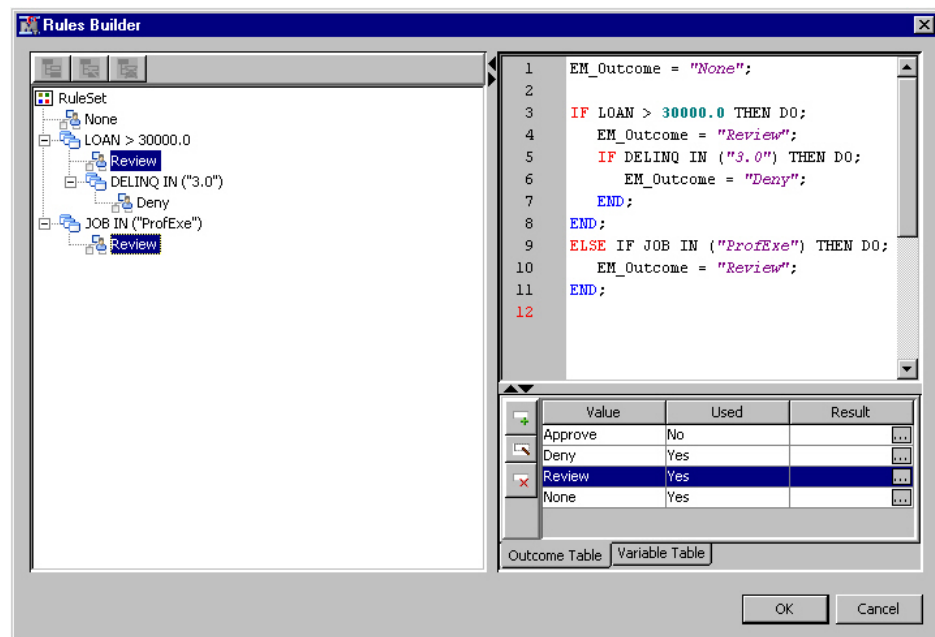 Rules Builder
RuleSet
None
LOAN > 30000.0
Review
DELINQ IN ("3.0")
Deny
JOB IN ("ProfExe")
Review
1 EM_Outcome = "None";
2
3 IF LOAN > 30000.0 THEN DO;
4 EM_Outcome = "Review";
5 IF DELINQ IN ("3.0") THEN DO;
6 EM_Outcome = "Deny";
7 END;
8 END;
9 ELSE IF JOB IN ("ProfExe") THEN DO;
10 EM_Outcome = "Review";
11 END;
12
Value Used Result
Approve No ...
Deny Yes ...
Review Yes ...
None Yes ...
Outcome Table Variable Table
OK Cancel